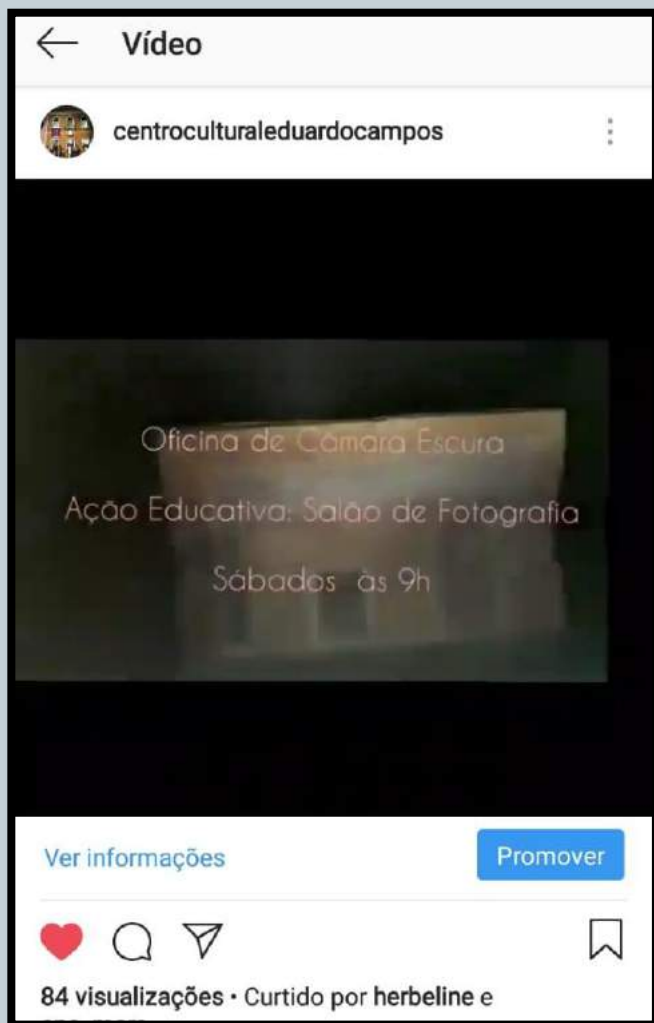 Vídeo
centroculturaleduardocampos
Oficina de Câmara Escura
Ação Educativa: Salão de Fotografia
Sábados às 9h
Ver informações
Promover
84 visualizações • Curtido por herbeline e